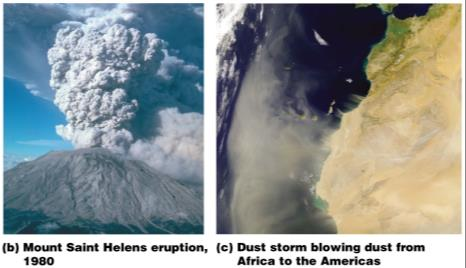 (b) Mount Saint Helens eruption,
1980
(c) Dust storm blowing dust from
Africa to the Americas